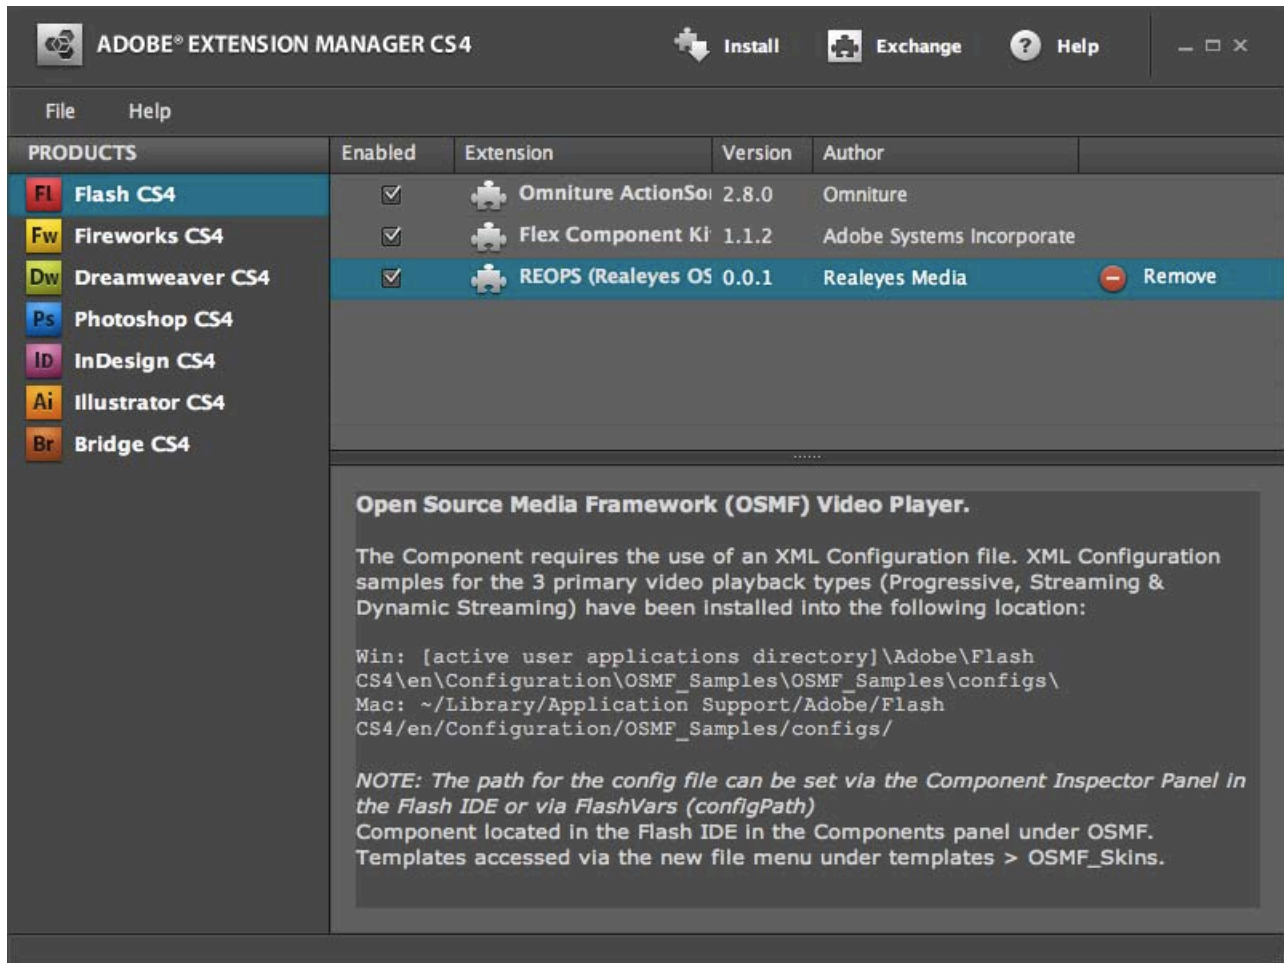 ADOBE® EXTENSION MANAGER CS4
Install
Exchange
? Help
File Help
PRODUCTS
Fl Flash CS4
Fw Fireworks CS4
Dw Dreamweaver CS4
Ps Photoshop CS4
ID InDesign CS4
Ai Illustrator CS4
Br Bridge CS4
Enabled Extension Version Author
Omniture ActionSo 2.8.0 Omniture
Flex Component Ki 1.1.2 Adobe Systems Incorporate
REOPS (Realeyes OS 0.0.1 Realeyes Media Remove
Open Source Media Framework (OSMF) Video Player.
The Component requires the use of an XML Configuration file. XML Configuration
samples for the 3 primary video playback types (Progressive, Streaming &
Dynamic Streaming) have been installed into the following location:
Win: [active user applications directory]\Adobe\Flash
CS4\en\Configuration\OSMF_Samples\OSMF_Samples\configs\
Mac: ~/Library/Application Support/Adobe/Flash
CS4/en/Configuration/OSMF_Samples/configs/
NOTE: The path for the config file can be set via the Component Inspector Panel in
the Flash IDE or via FlashVars (configPath)
Component located in the Flash IDE in the Components panel under OSMF.
Templates accessed via the new file menu under templates > OSMF_Skins.